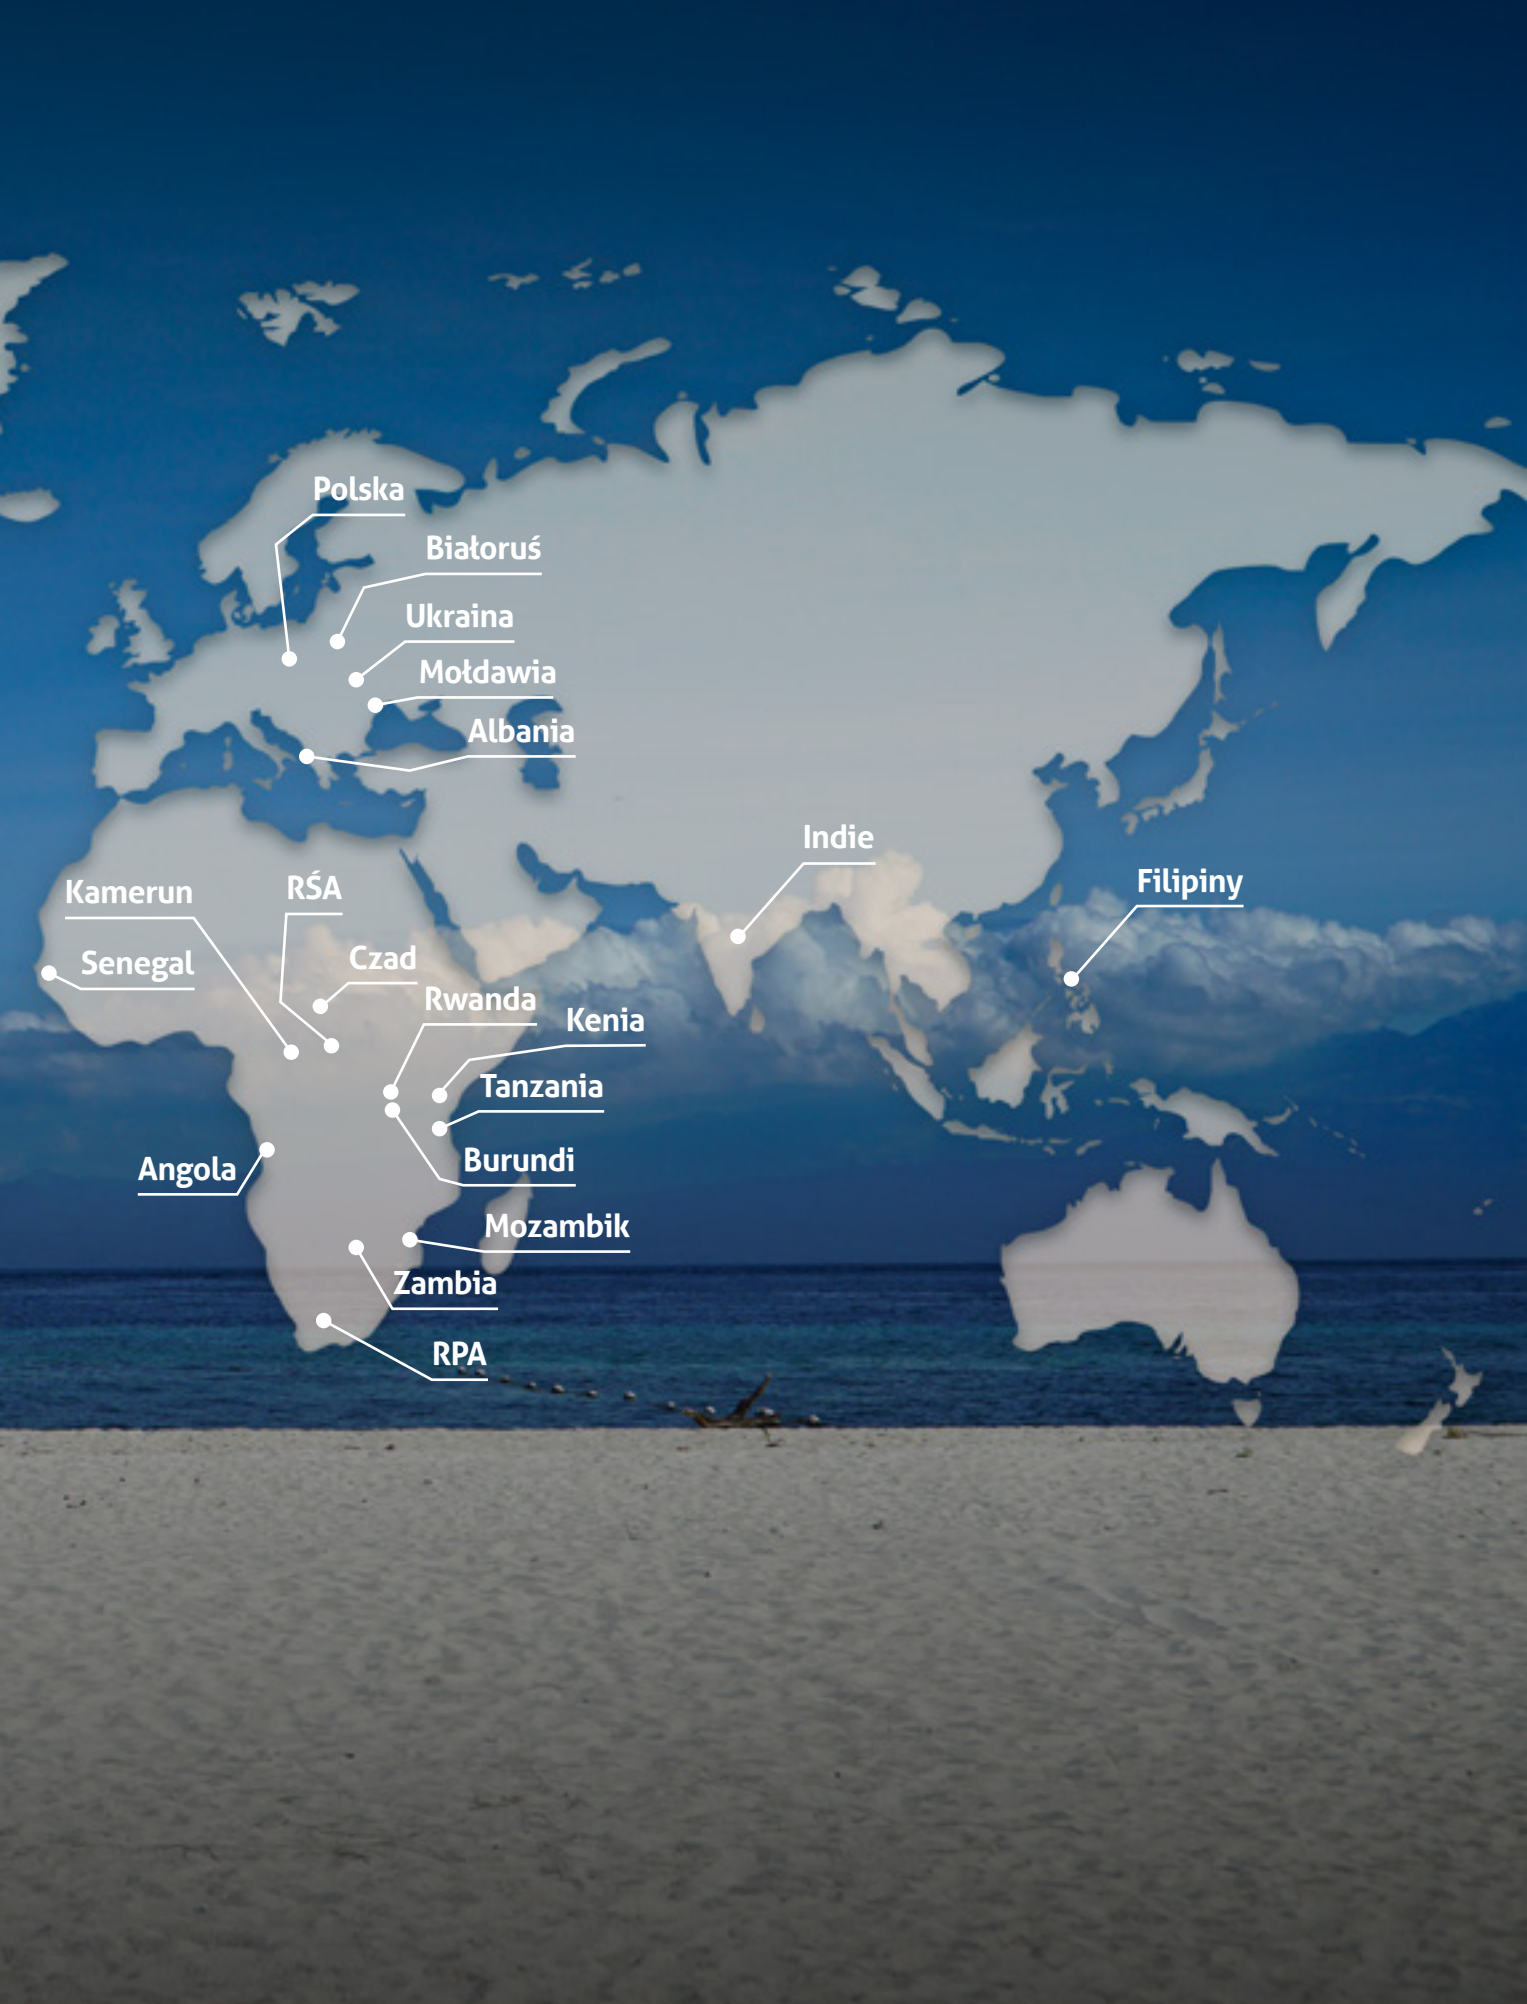 Polska
Białoruś
Ukraina
Mołdawia
Albania
Indie
Filipiny
Kamerun
RŚA
Senegal
Czad
Rwanda
Kenia
Tanzania
Angola
Burundi
Mozambik
Zambia
RPA